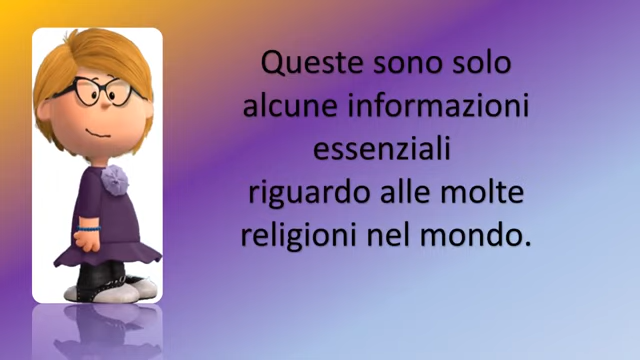 Queste sono solo
alcune informazioni
essenziali
riguardo alle molte
religioni nel mondo.